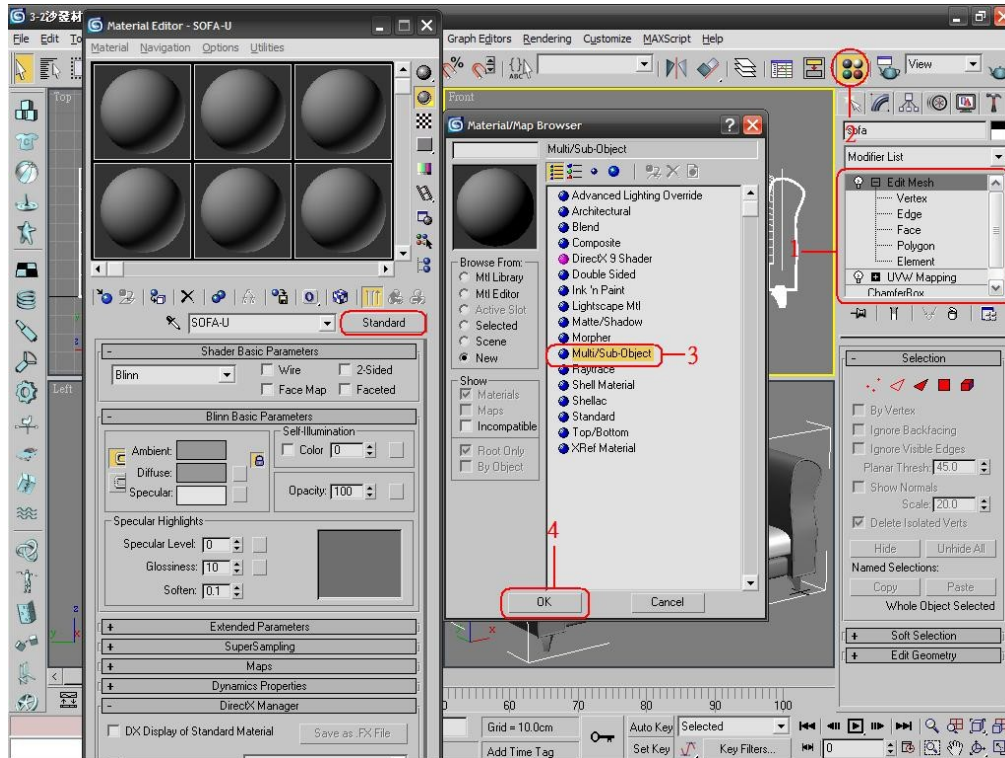 3-2沙發材
Material Editor - SOFA-U
File Edit To
Material Navigation Options Utilities
Graph Editors Rendering Customize MAXScript Help
View
Top
Front
2
sofa
Modifier List
Edit Mesh
Vertex
Edge
Face
Polygon
Element
UVW Mapping
ChamferBox
1
Material/Map Browser
Multi/Sub-Object
Advanced Lighting Override
Architectural
Blend
Composite
DirectX 9 Shader
Double Sided
Ink 'n Paint
Lightscape Mtl
Matte/Shadow
Morpher
Multi/Sub-Object
3
Raytrace
Shell Material
Shellac
Standard
Top/Bottom
XRef Material
Browse From:
Mtl Library
Mtl Editor
Active Slot
Selected
Scene
New
Show
Materials
Maps
Incompatible
Root Only
By Object
4
OK
Cancel
SOFA-U
Standard
Shader Basic Parameters
Blinn
Wire
2-Sided
Face Map
Faceted
Blinn Basic Parameters
Self-Illumination
Ambient:
Color 0
Diffuse:
Specular:
Opacity: 100
Specular Highlights
Specular Level: 0
Glossiness: 10
Soften: 0.1
Extended Parameters
SuperSampling
Maps
Dynamics Properties
DirectX Manager
DX Display of Standard Material
Save as .FX File
Left
Selection
By Vertex
Ignore Backfacing
Ignore Visible Edges
Planar Thresh: 45.0
Show Normals
Scale: 20.0
Delete Isolated Verts
Hide
Unhide All
Named Selections:
Copy
Paste
Whole Object Selected
Soft Selection
Edit Geometry
z
y
x
x
60 70 80 90 100
Grid = 10.0cm
Auto Key
Selected
Add Time Tag
Set Key
Key Filters...
0